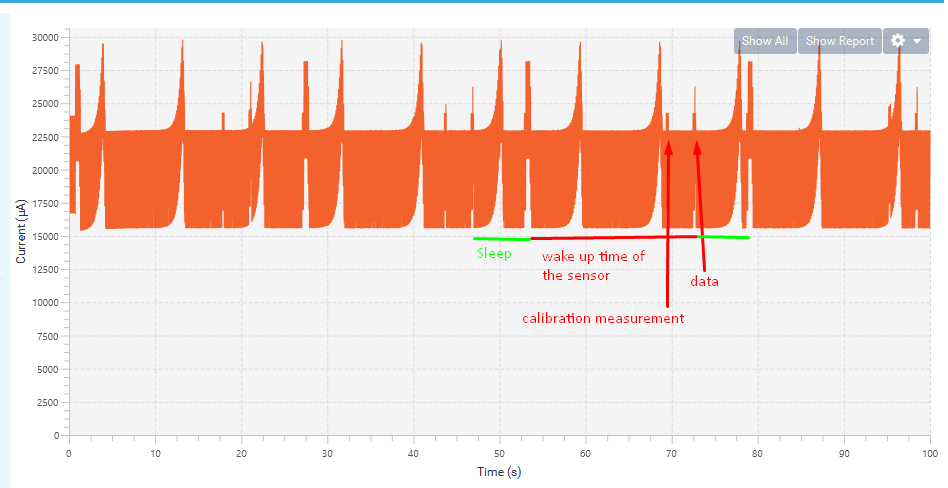 Show All
Show Report
Current (µA)
30000
27500
25000
22500
20000
17500
15000
12500
10000
7500
5000
2500
0
Sleep
wake up time of
the sensor
data
calibration measurement
0 10 20 30 40 50 60 70 80 90 100
Time (s)